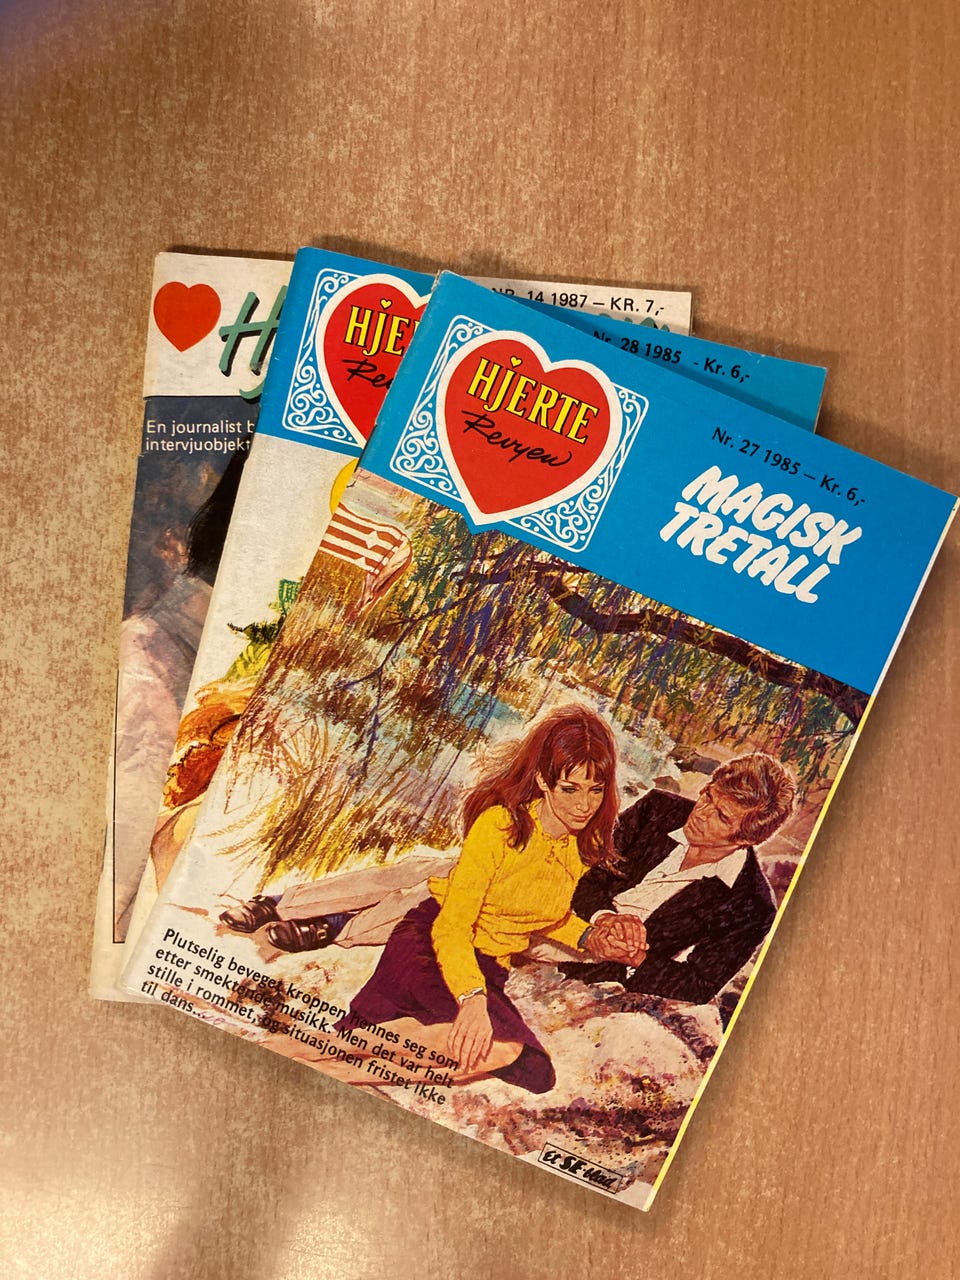 NR. 14 1987 – KR. 7,-
En journalist
intervjuobjekt
Nr. 28 1985 - Kr. 6,-
HJERTE
Revyen
Nr. 27 1985 – Kr. 6,-
MAGISK
TRETALL
Plutselig beveget kroppen hennes seg som
etter smektende musikk. Men det var helt
stille i rommet, og situasjonen fristet ikke
til dans...
Et SE-blad